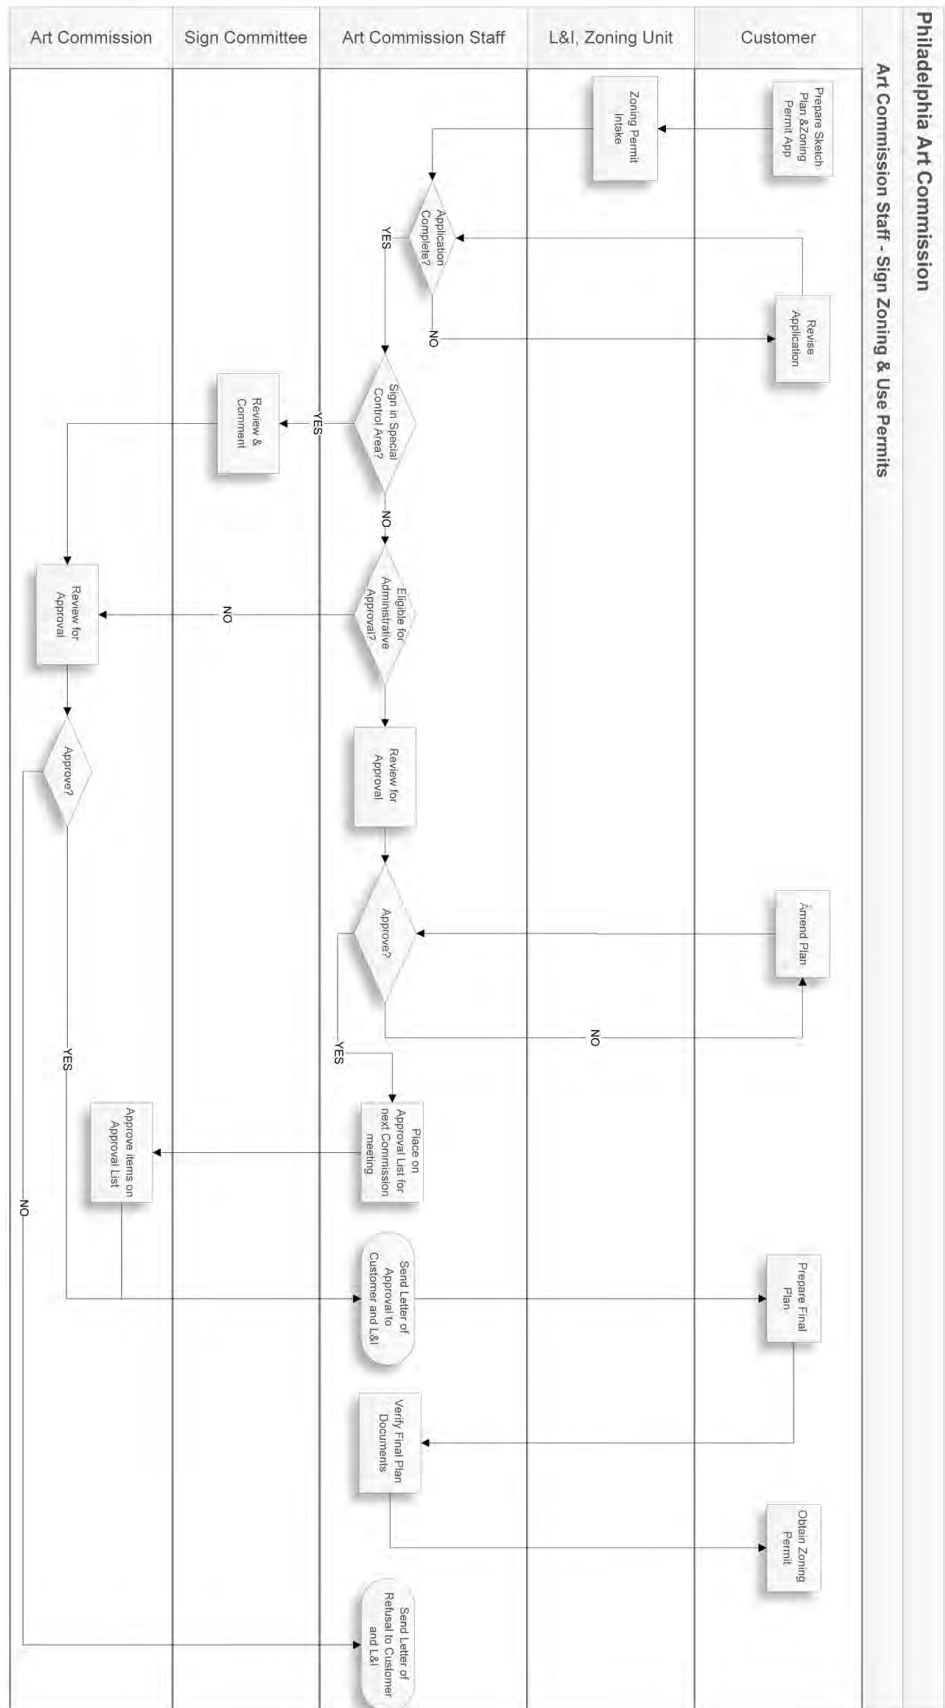 Philadelphia Art Commission
Art Commission Staff - Sign Zoning & Use Permits
Customer
L&I, Zoning Unit
Art Commission Staff
Sign Committee
Art Commission
Prepare Sketch
Plan &Zoning
Permit App
Zoning Permit
Intake
Application
Complete?
YES
NO
Revise
Application
Sign in Special
Control Area?
YES
NO
Review &
Comment
Eligible for
Administrative
Approval?
NO
Review for
Approval
Approve?
Review for
Approval
Approve?
Amend Plan
NO
YES
YES
NO
Place on
Approval List for
next Commission
meeting
Approve items on
Approval List
Send Letter of
Approval to
Customer and L&I
Prepare Final
Plan
Verify Final Plan
Documents
Obtain Zoning
Permit
Send Letter of
Refusal to Customer
and L&I